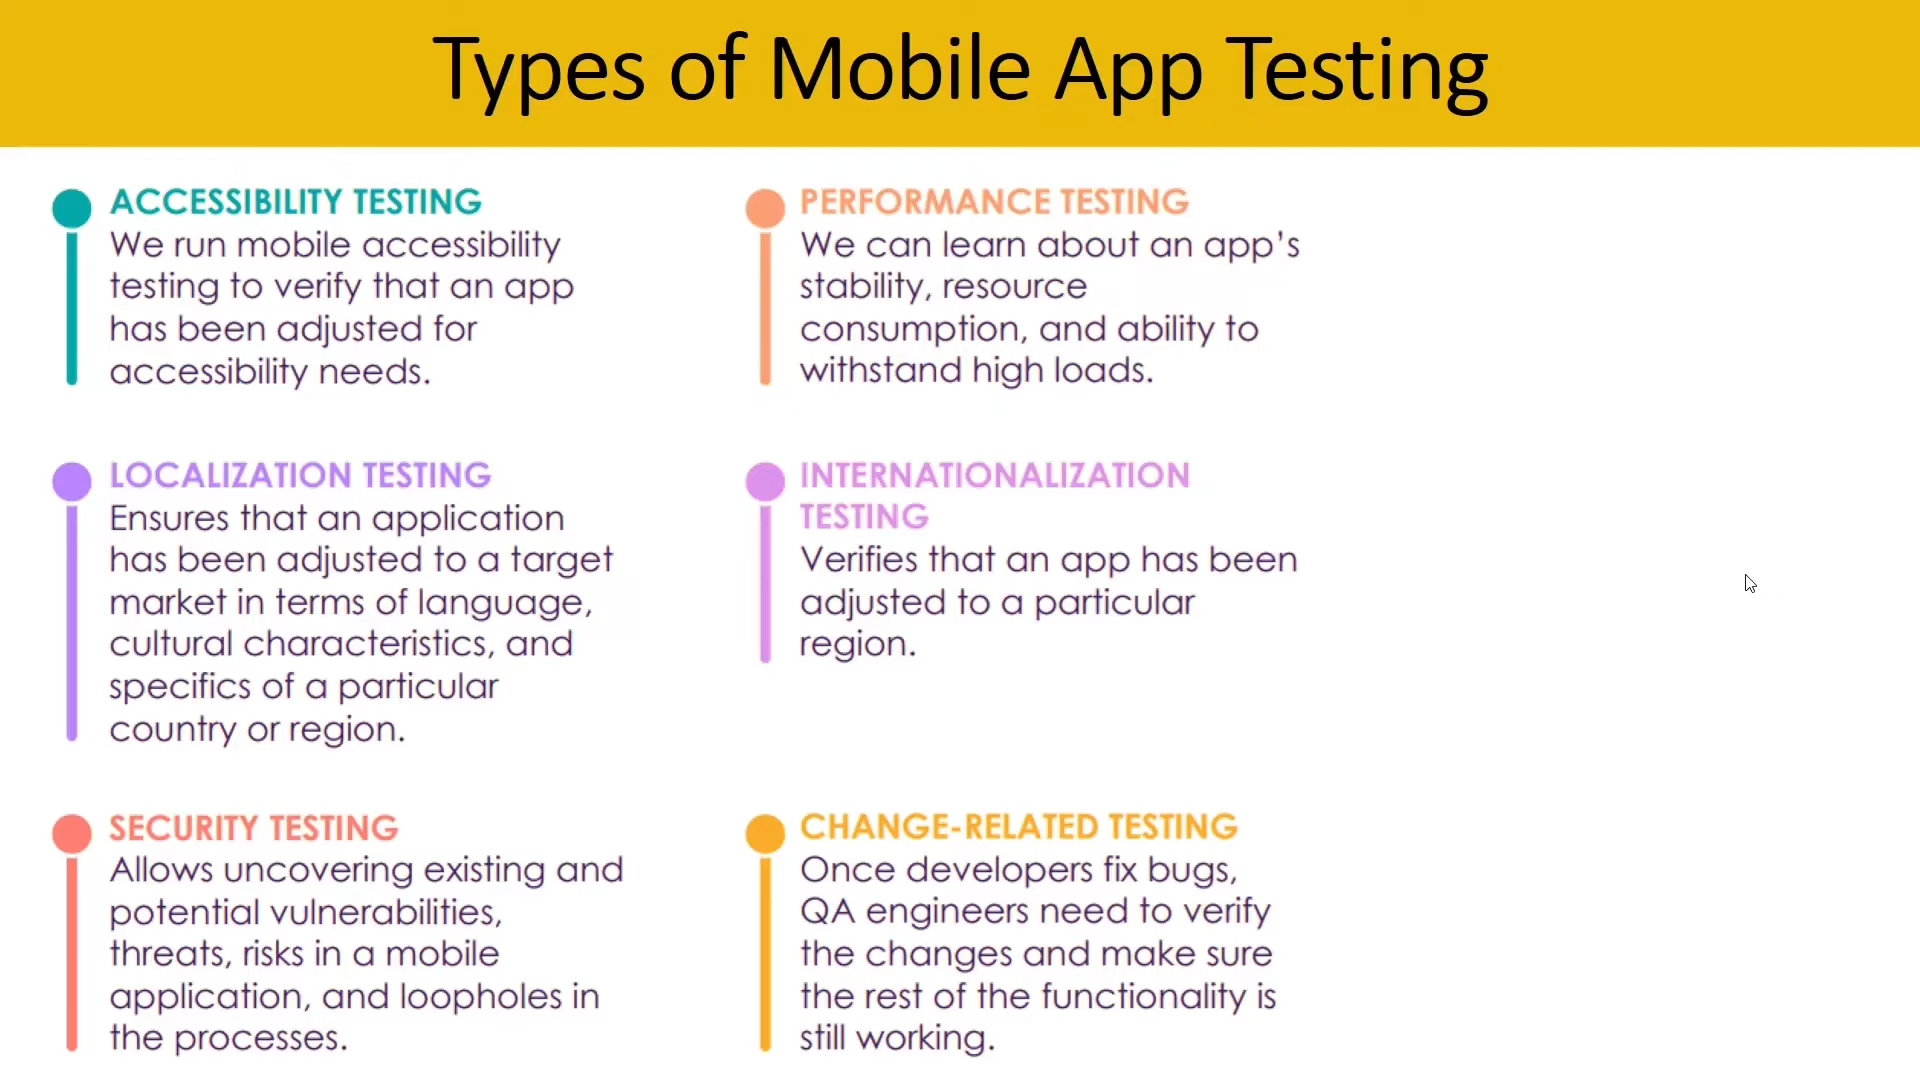 Types of Mobile App Testing
ACCESSIBILITY TESTING
We run mobile accessibility
testing to verify that an app
has been adjusted for
accessibility needs.
PERFORMANCE TESTING
We can learn about an app’s
stability, resource
consumption, and ability to
withstand high loads.
LOCALIZATION TESTING
Ensures that an application
has been adjusted to a target
market in terms of language,
cultural characteristics, and
specifics of a particular
country or region.
INTERNATIONALIZATION
TESTING
Verifies that an app has been
adjusted to a particular
region.
SECURITY TESTING
Allows uncovering existing and
potential vulnerabilities,
threats, risks in a mobile
application, and loopholes in
the processes.
CHANGE-RELATED TESTING
Once developers fix bugs,
QA engineers need to verify
the changes and make sure
the rest of the functionality is
still working.